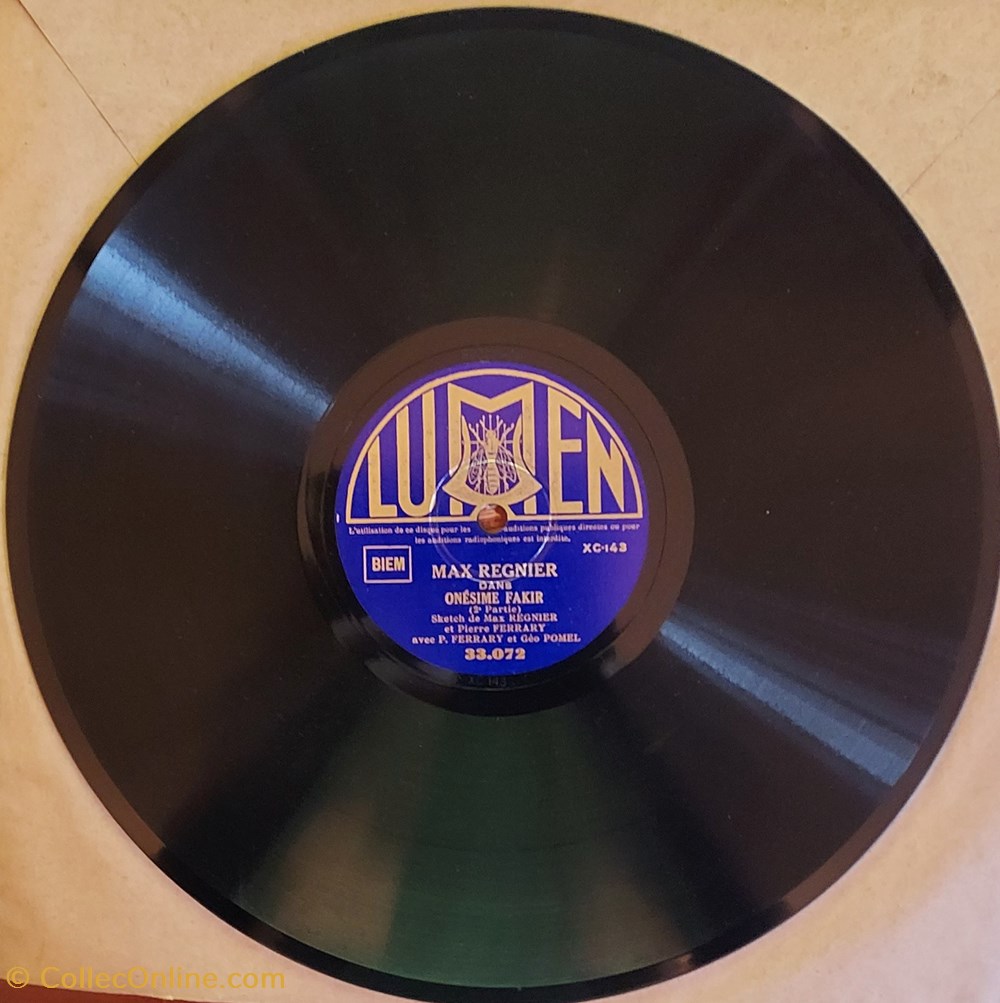 LUMEN
L'utilisation de ce disque pour les auditions publiques directes ou pour
les auditions radiophoniques est interdite.
XC-143
BIEM
MAX REGNIER
DANS
ONÉSIME FAKIR
(2e Partie)
Sketch de Max REGNIER
et Pierre FERRARY
avec P. FERRARY et Géo POMEL
33.072
XC 143
© CollecOnline.com